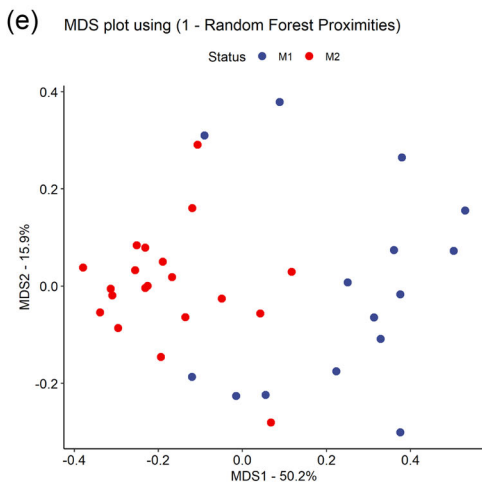 (e) MDS plot using (1 - Random Forest Proximities)
Status M1 M2
0.4
0.2
0.0
-0.2
MDS2 - 15.9%
-0.4 -0.2 0.0 0.2 0.4
MDS1 - 50.2%